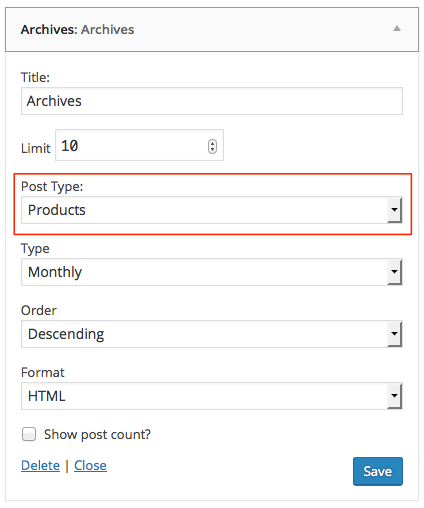 Archives: Archives
Title:
Archives
Limit 10
Post Type:
Products
Type
Monthly
Order
Descending
Format
HTML
Show post count?
Delete | Close
Save